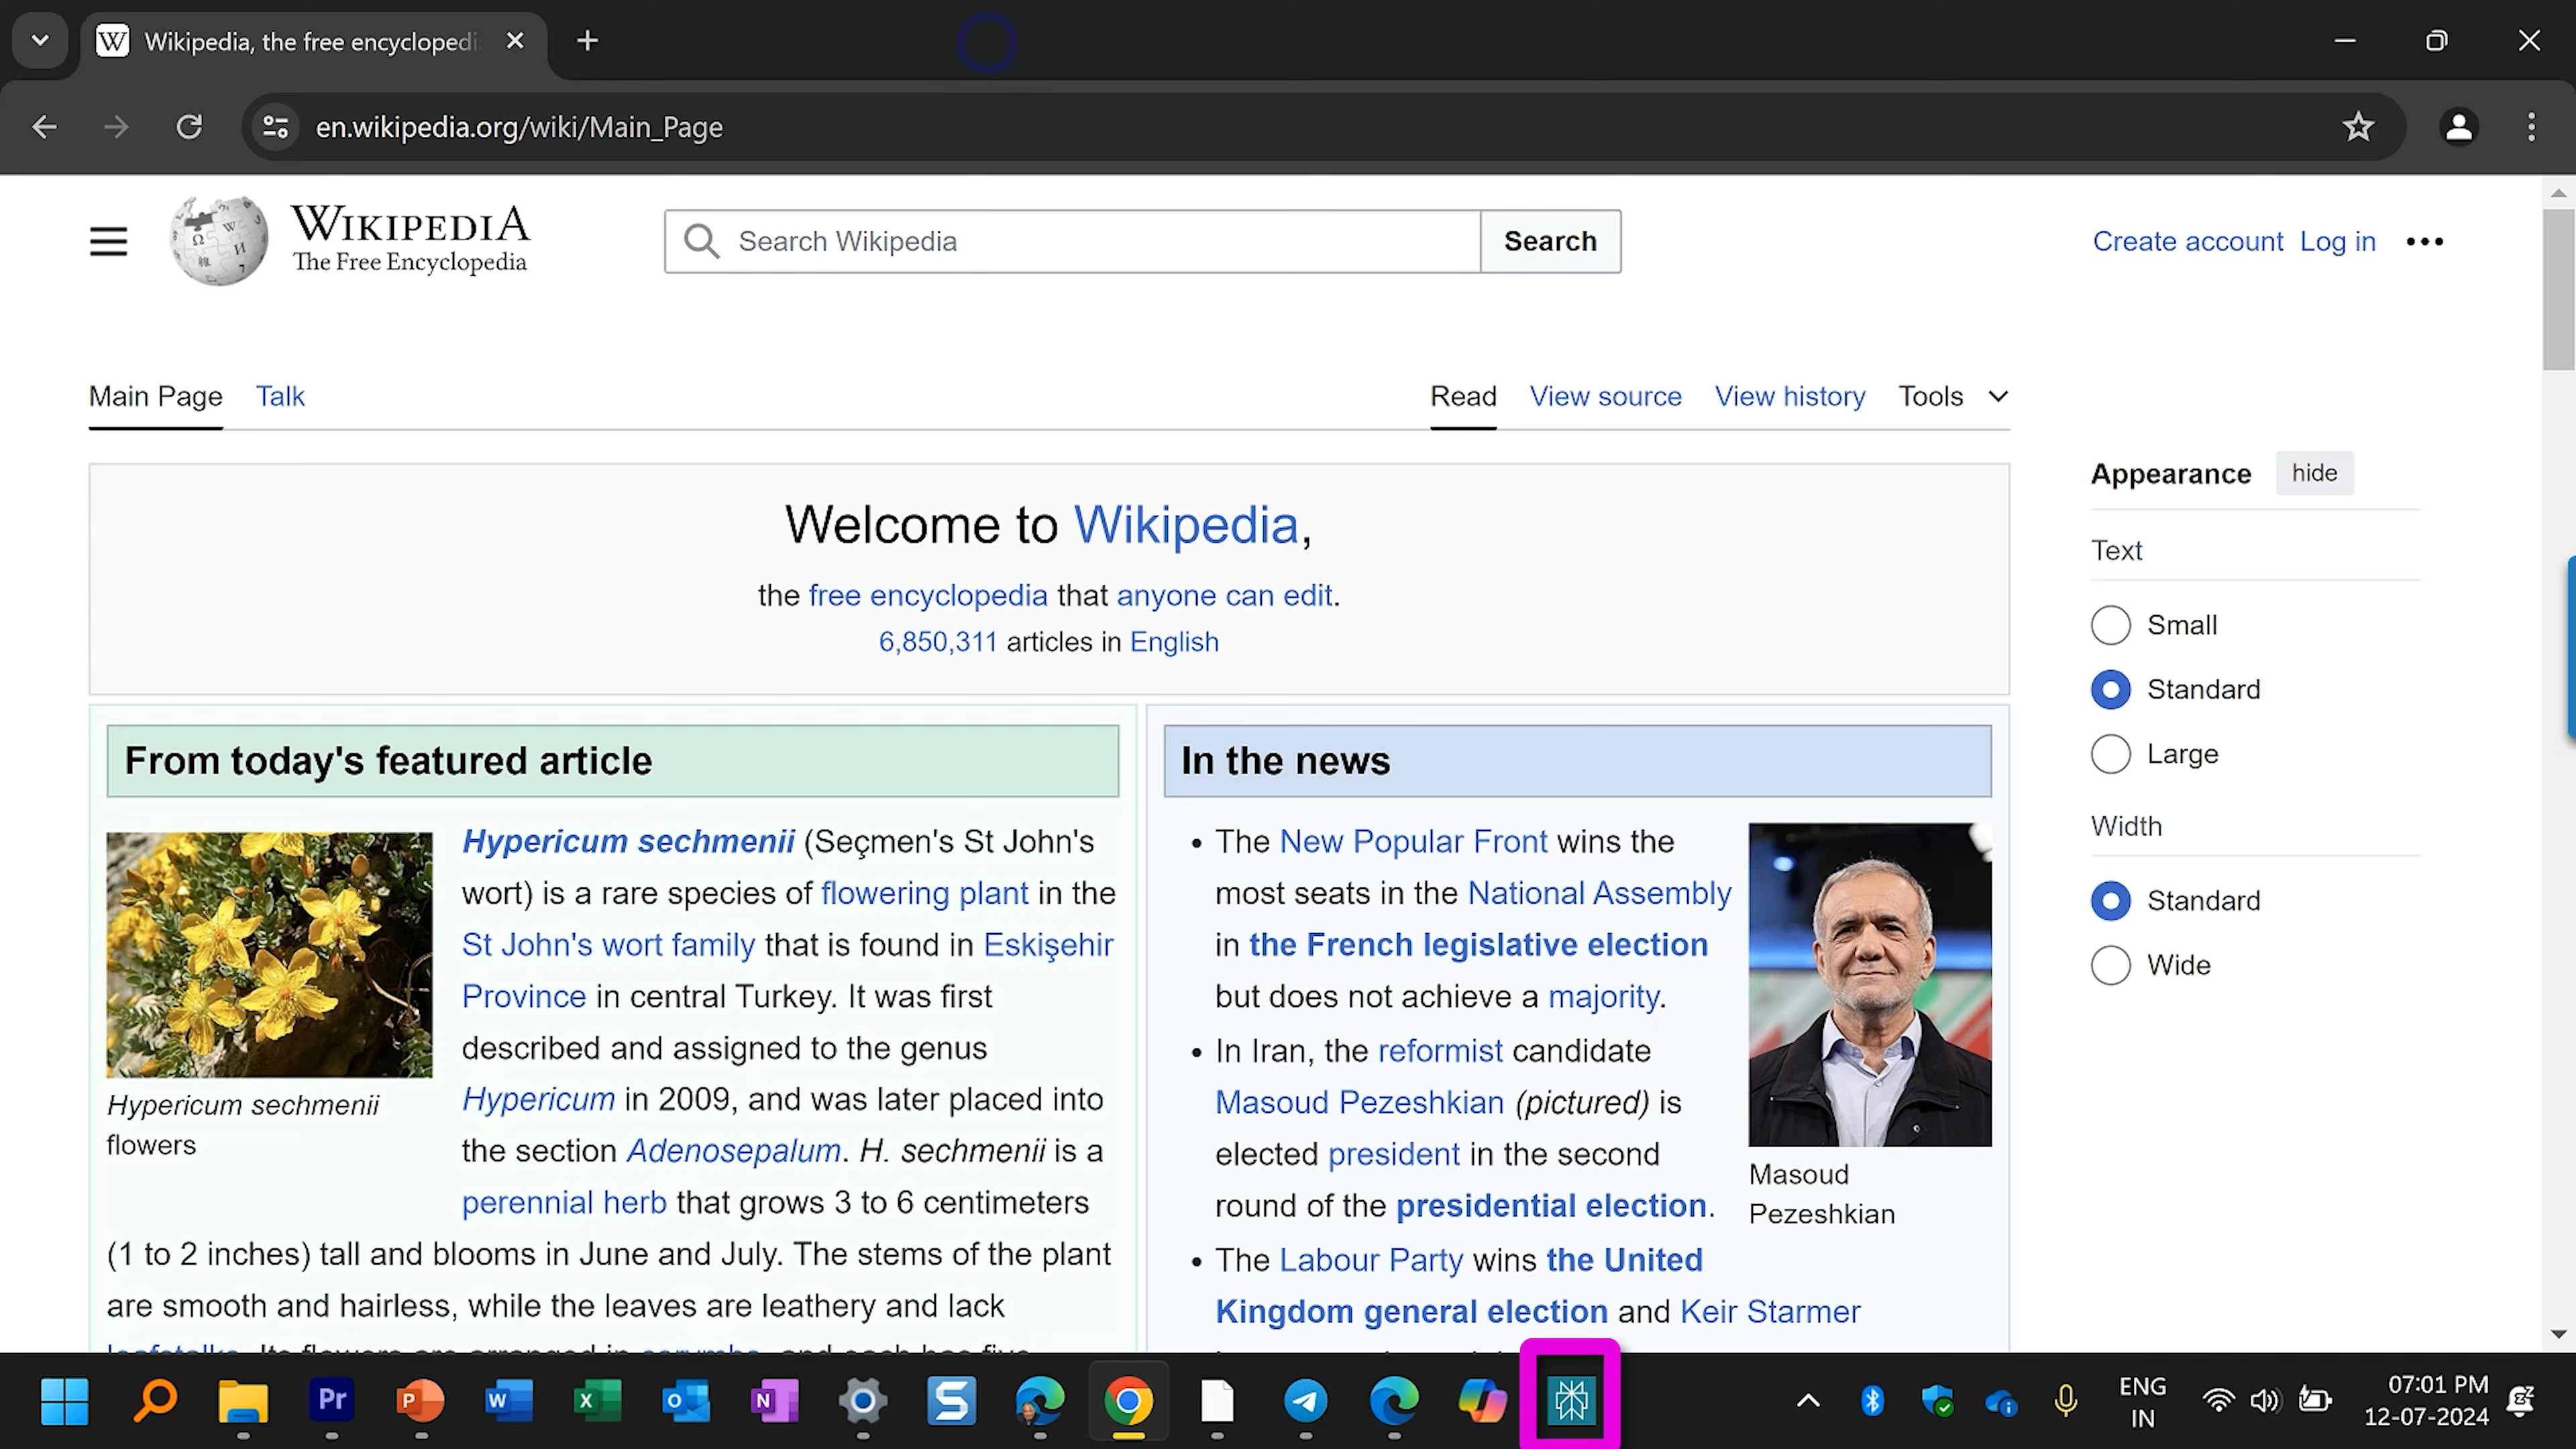 Wikipedia, the free encyclopedi
en.wikipedia.org/wiki/Main_Page
WIKIPEDIA
The Free Encyclopedia
Search Wikipedia
Search
Create account Log in
Main Page Talk
Read View source View history Tools
Welcome to Wikipedia,
the free encyclopedia that anyone can edit.
6,850,311 articles in English
From today's featured article
Hypericum sechmenii (Seçmen's St John's
wort) is a rare species of flowering plant in the
St John's wort family that is found in Eskişehir
Province in central Turkey. It was first
described and assigned to the genus
Hypericum in 2009, and was later placed into
the section Adenosepalum. H. sechmenii is a
perennial herb that grows 3 to 6 centimeters
(1 to 2 inches) tall and blooms in June and July. The stems of the plant
are smooth and hairless, while the leaves are leathery and lack
Hypericum sechmenii
flowers
In the news
The New Popular Front wins the
most seats in the National Assembly
in the French legislative election
but does not achieve a majority.
In Iran, the reformist candidate
Masoud Pezeshkian (pictured) is
elected president in the second
round of the presidential election.
The Labour Party wins the United
Kingdom general election and Keir Starmer
Masoud
Pezeshkian
Appearance hide
Text
Small
Standard
Large
Width
Standard
Wide
ENG
IN
07:01 PM
12-07-2024